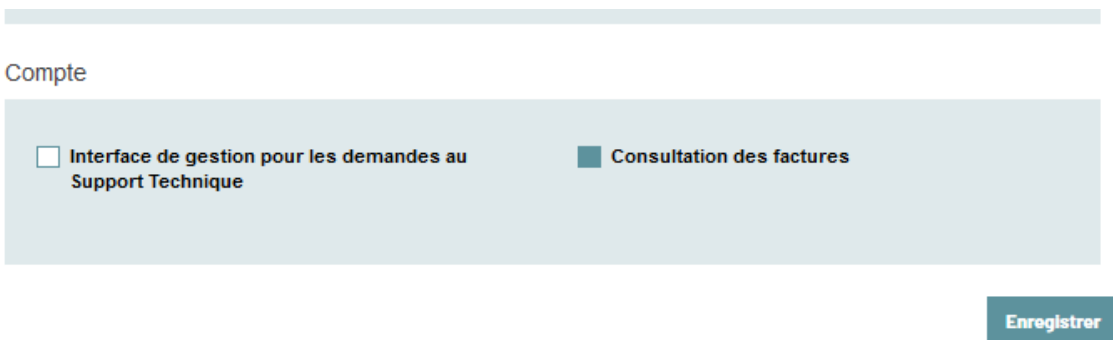 Compte
Interface de gestion pour les demandes au
Support Technique
Consultation des factures
Enregistrer